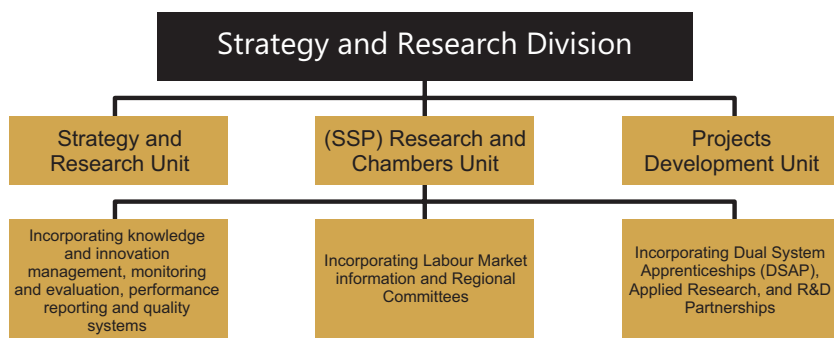 Strategy and Research Division
Strategy and
Research Unit
(SSP) Research and
Chambers Unit
Projects
Development Unit
Incorporating knowledge
and innovation
management, monitoring
and evaluation, performance
reporting and quality
systems
Incorporating Labour Market
information and Regional
Committees
Incorporating Dual System
Apprenticeships (DSAP),
Applied Research, and R&D
Partnerships